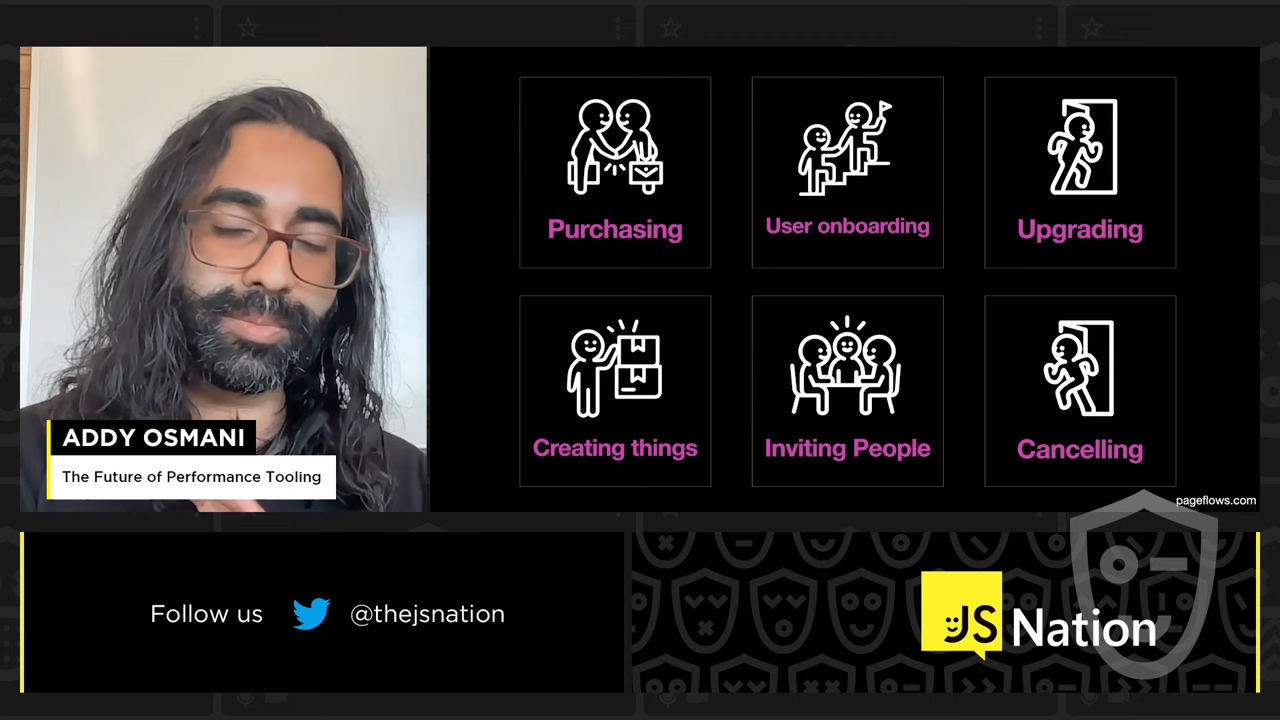 Purchasing
User onboarding
Upgrading
Creating things
Inviting People
Cancelling
pageflows.com
ADDY OSMANI
The Future of Performance Tooling
Follow us @thejsnation
JS Nation